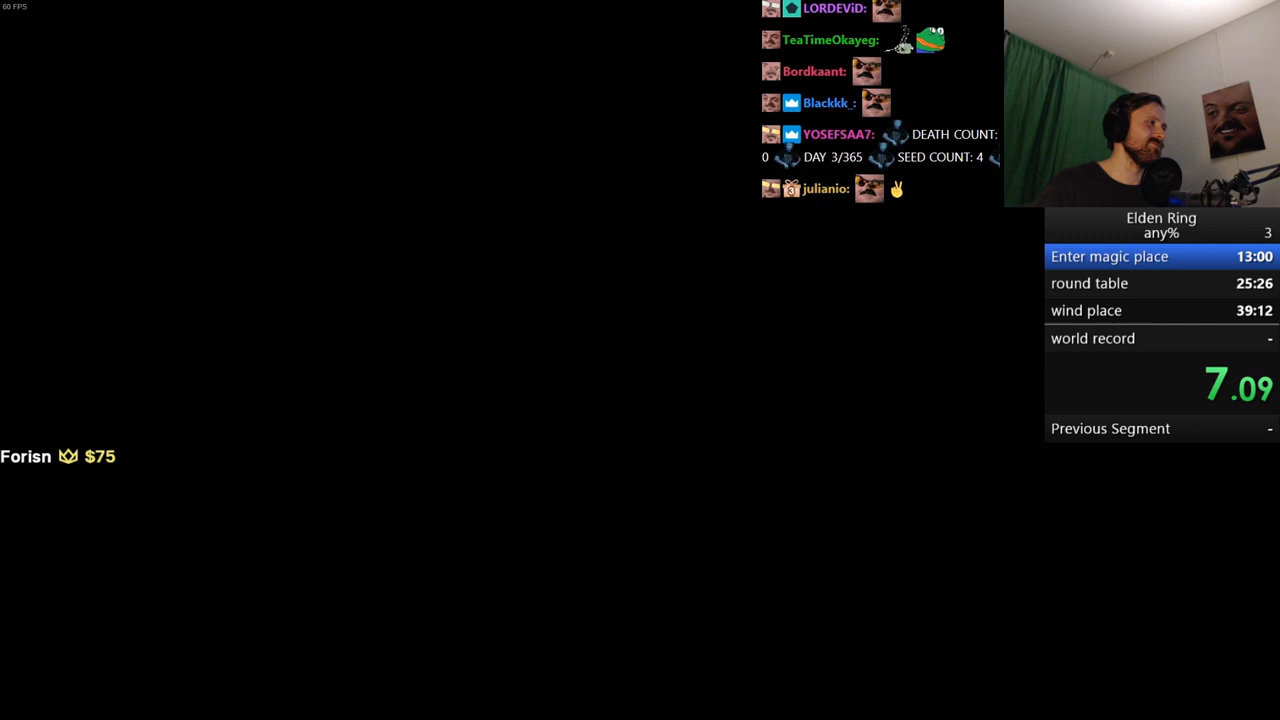 60 FPS
LORDEViD:
TeaTimeOkayeg:
Bordkaant:
Blackkk_:
YOSEFSAA7: DEATH COUNT:
0 DAY 3/365 SEED COUNT: 4
3 julianio: ✌
Elden Ring
any% 3
Enter magic place 13:00
round table 25:26
wind place 39:12
world record -
7.09
Previous Segment -
Forisn $75